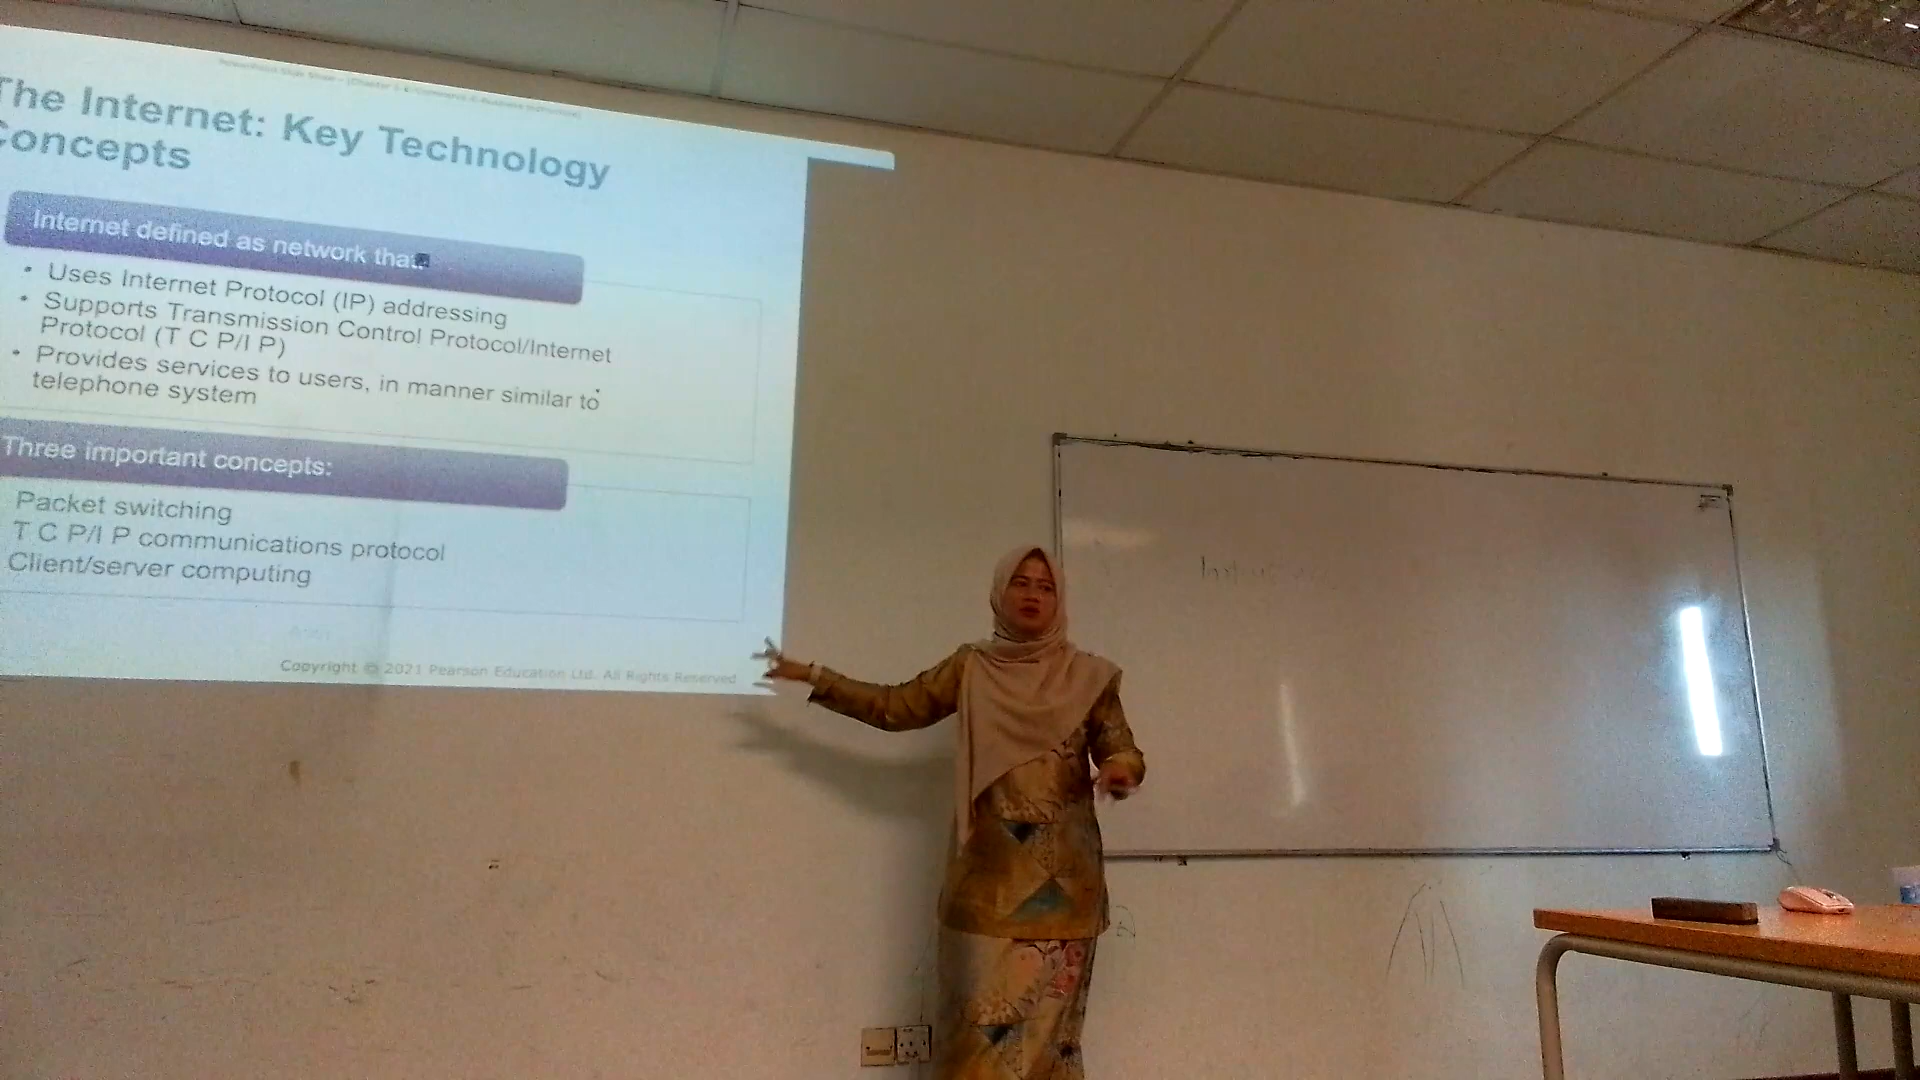 The Internet: Key Technology
Concepts
Internet defined as network that..
• Uses Internet Protocol (IP) addressing
• Supports Transmission Control Protocol/Internet
Protocol (T C P/I P)
• Provides services to users, in manner similar to
telephone system
Three important concepts:
Packet switching
T C P/I P communications protocol
Client/server computing
Copyright © 2021 Pearson Education Ltd. All Rights Reserved